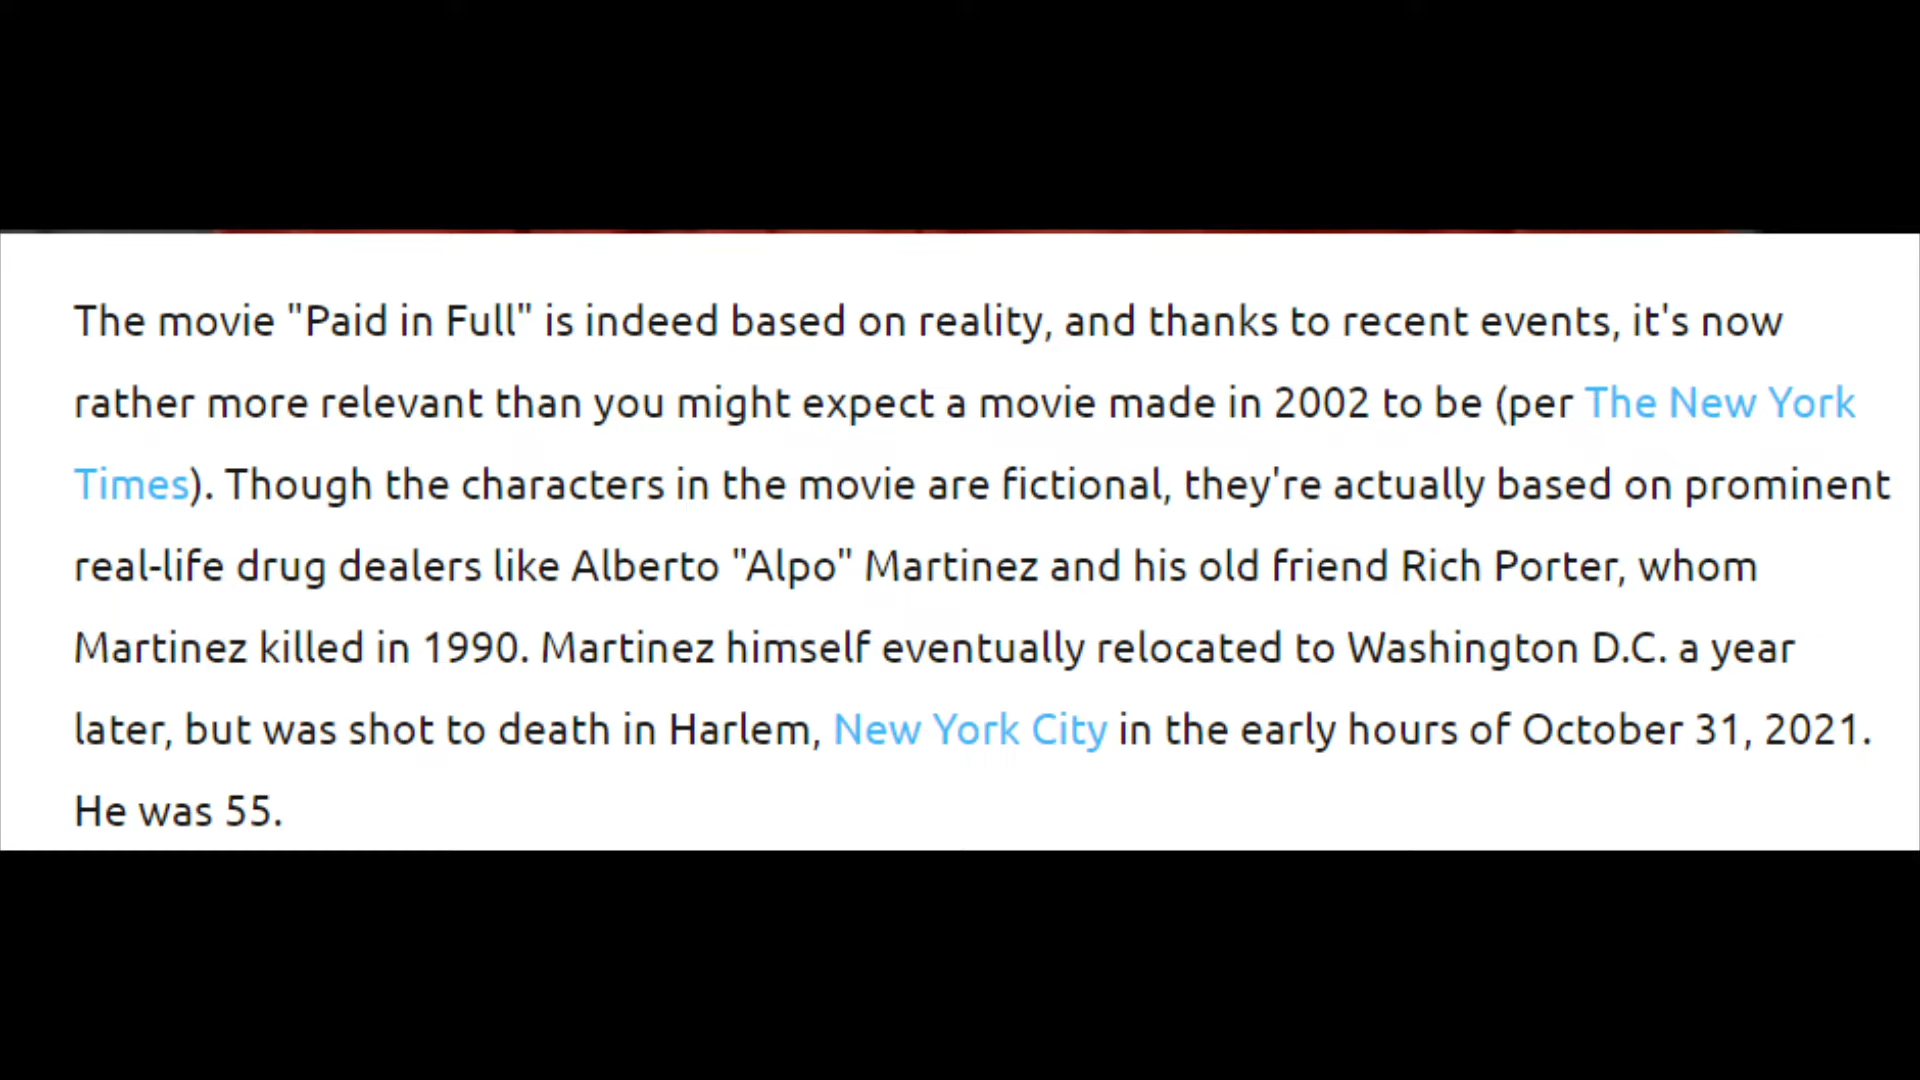 The movie "Paid in Full" is indeed based on reality, and thanks to recent events, it's now
rather more relevant than you might expect a movie made in 2002 to be (per The New York
Times). Though the characters in the movie are fictional, they're actually based on prominent
real-life drug dealers like Alberto "Alpo" Martinez and his old friend Rich Porter, whom
Martinez killed in 1990. Martinez himself eventually relocated to Washington D.C. a year
later, but was shot to death in Harlem, New York City in the early hours of October 31, 2021.
He was 55.